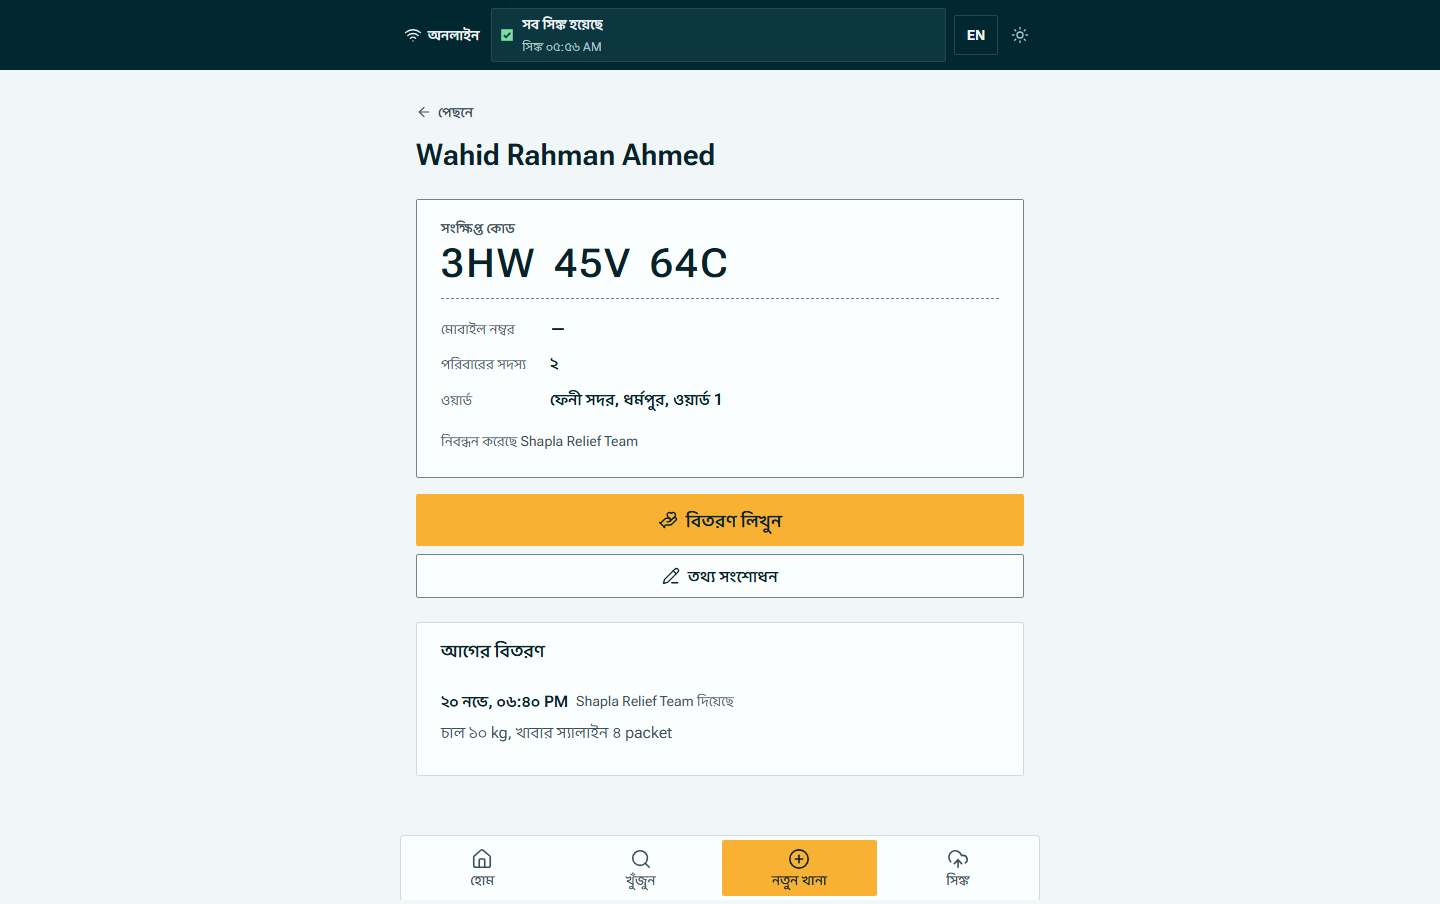 অনলাইন
সব সিঙ্ক হয়েছে
সিঙ্ক ০৫:৫৬ AM
EN
পেছনে
Wahid Rahman Ahmed
সংক্ষিপ্ত কোড
3HW 45V 64C
মোবাইল নম্বর —
পরিবারের সদস্য ২
ওয়ার্ড ফেনী সদর, ধর্মপুর, ওয়ার্ড 1
নিবন্ধন করেছে Shapla Relief Team
বিতরণ লিখুন
তথ্য সংশোধন
আগের বিতরণ
২০ নভে, ০৬:৪০ PM Shapla Relief Team দিয়েছে
চাল ১০ kg, খাবার স্যালাইন ৪ packet
হোম
খুঁজুন
নতুন খানা
সিঙ্ক